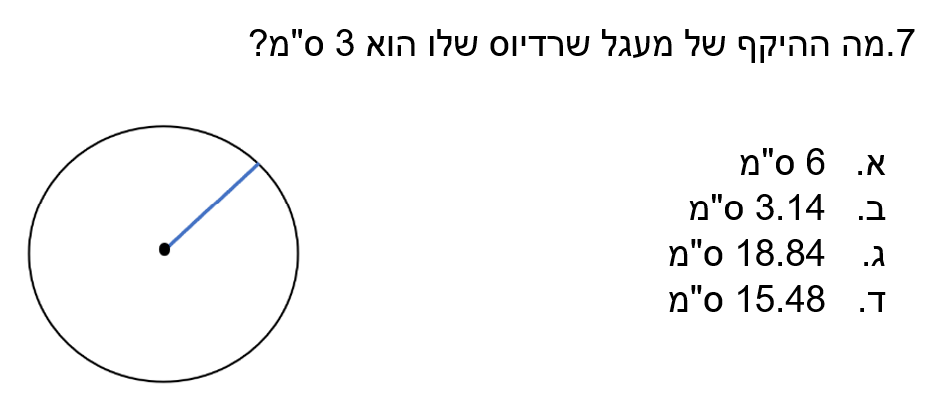 7.מה ההיקף של מעגל שרדיוס שלו הוא 3 ס"מ?
א. 6 ס"מ
ב. 3.14 ס"מ
ג. 18.84 ס"מ
ד. 15.48 ס"מ